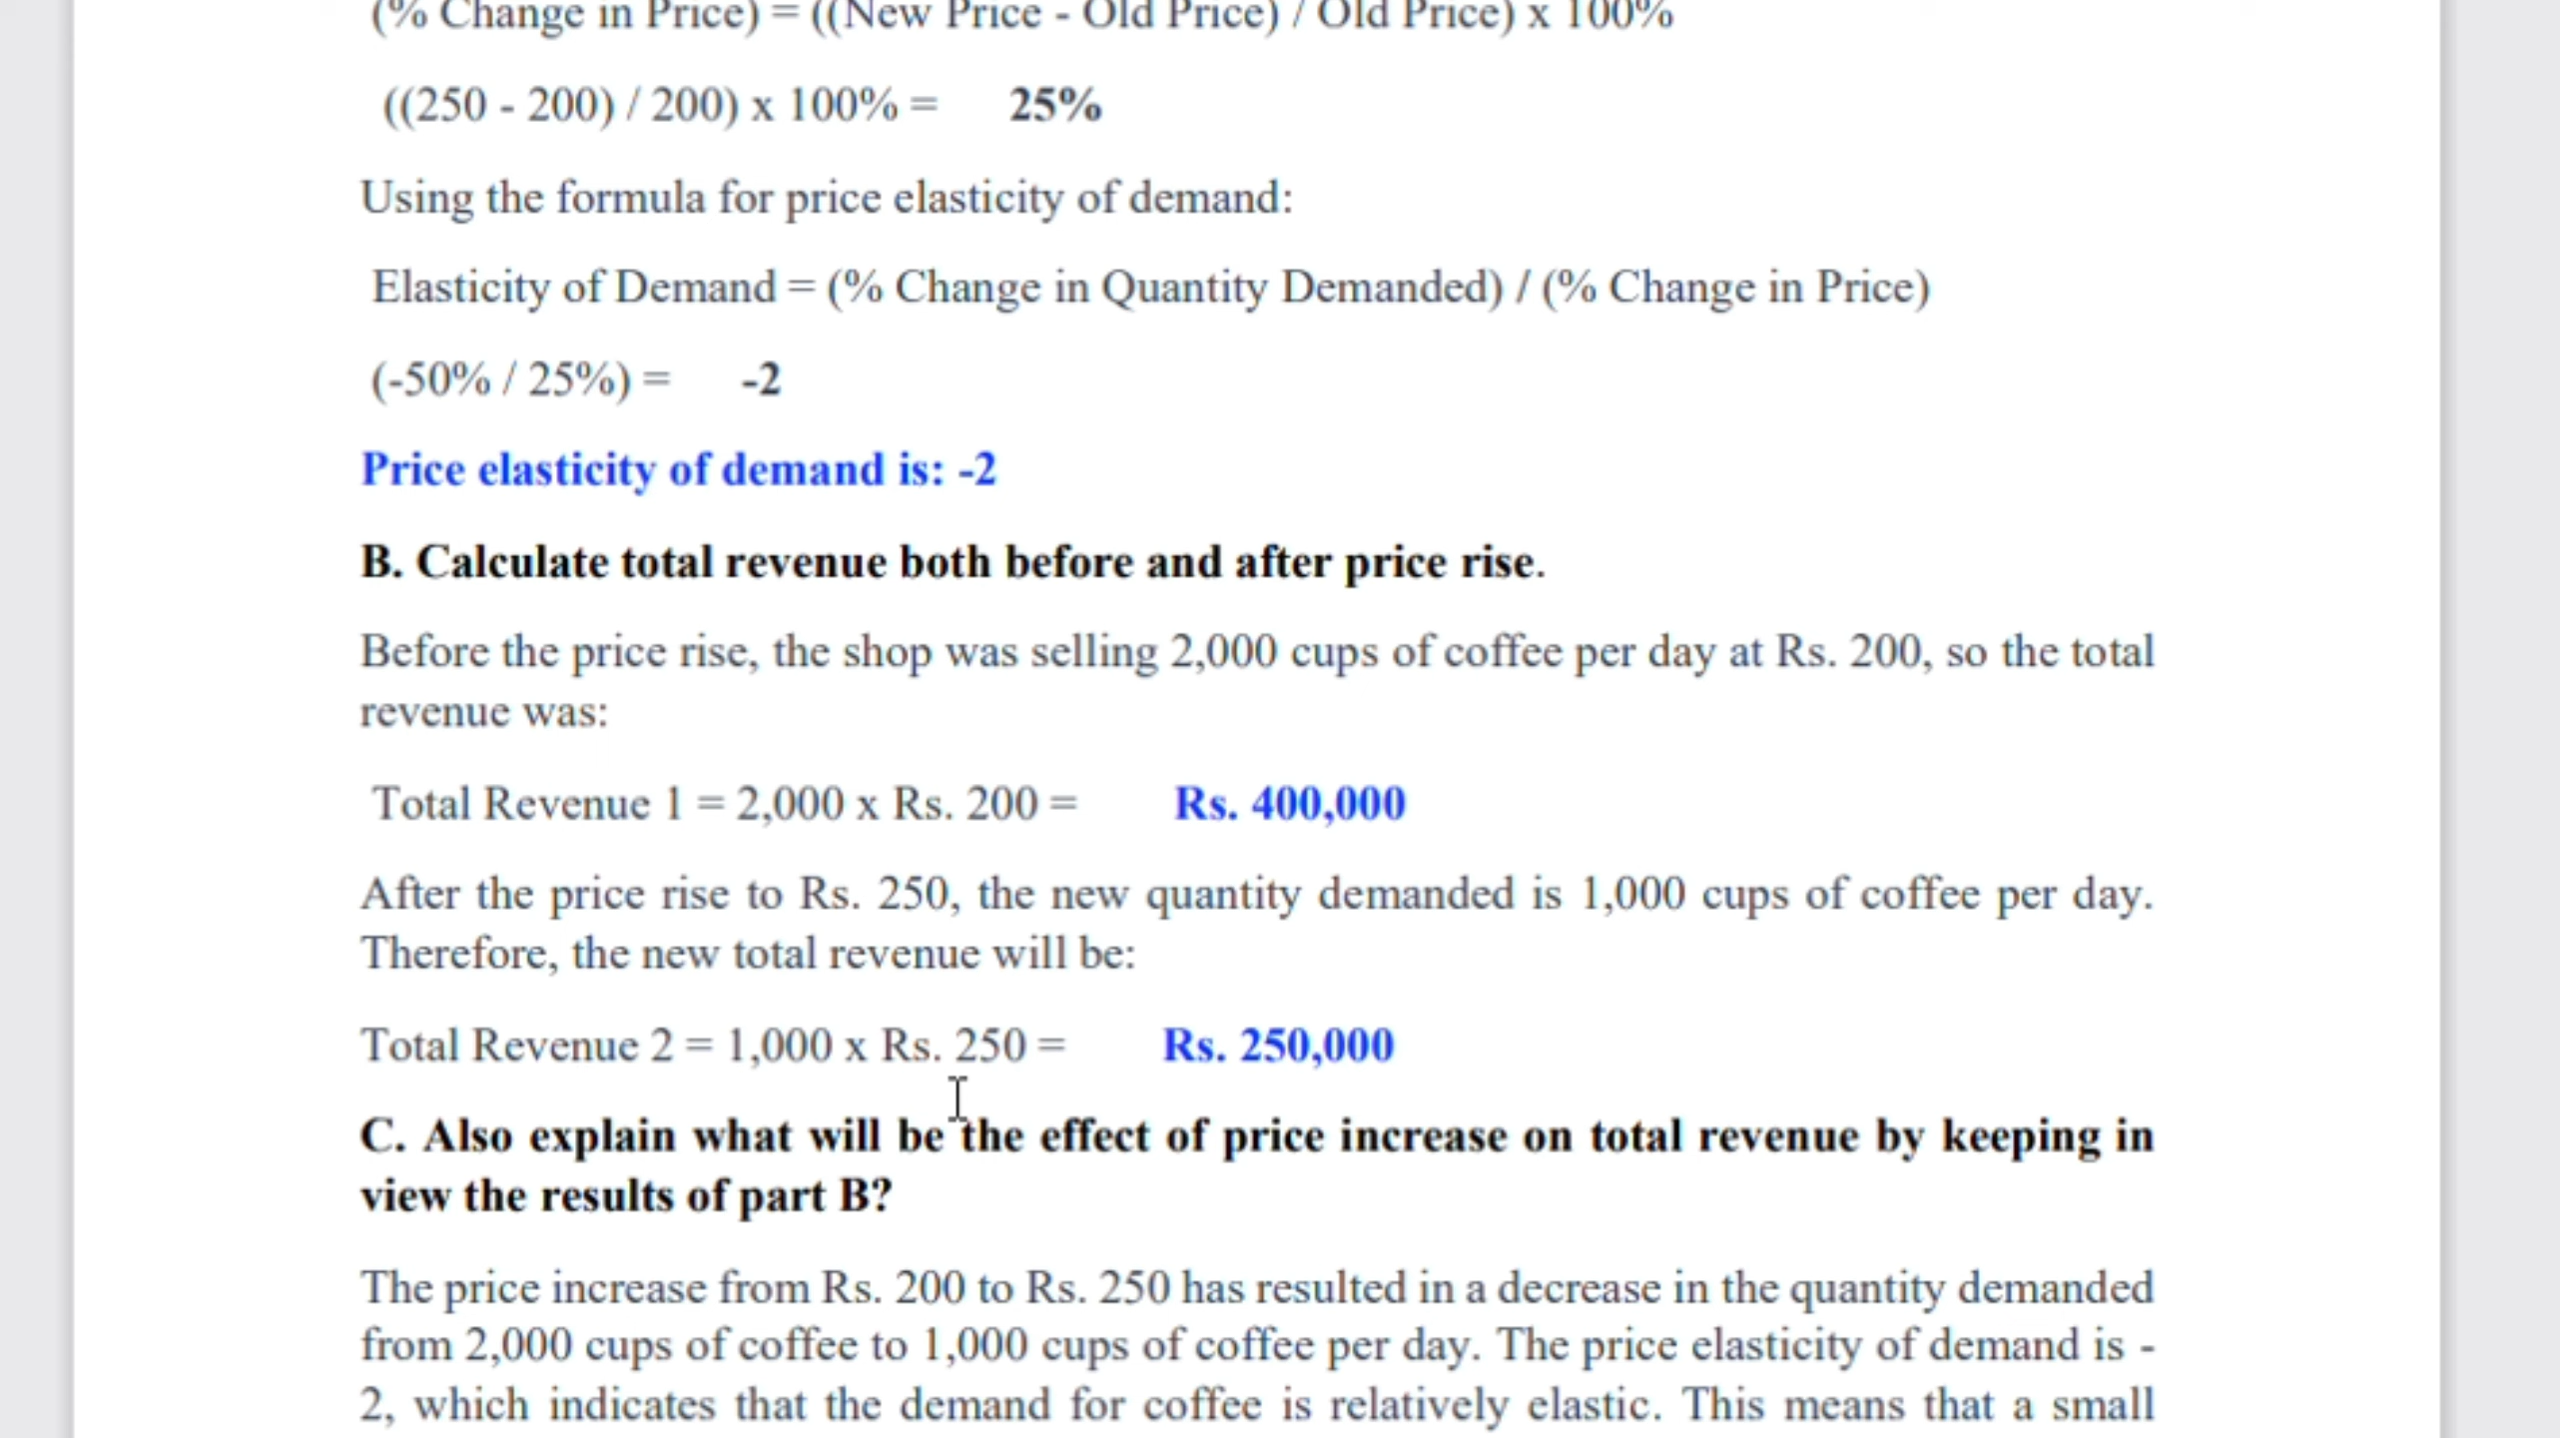 (% Change in Price) = ((New Price - Old Price) / Old Price) x 100%
((250 - 200) / 200) x 100% = 25%
Using the formula for price elasticity of demand:
Elasticity of Demand = (% Change in Quantity Demanded) / (% Change in Price)
(-50% / 25%) = -2
Price elasticity of demand is: -2
B. Calculate total revenue both before and after price rise.
Before the price rise, the shop was selling 2,000 cups of coffee per day at Rs. 200, so the total
revenue was:
Total Revenue 1 = 2,000 x Rs. 200 = Rs. 400,000
After the price rise to Rs. 250, the new quantity demanded is 1,000 cups of coffee per day.
Therefore, the new total revenue will be:
Total Revenue 2 = 1,000 x Rs. 250 = Rs. 250,000
C. Also explain what will be the effect of price increase on total revenue by keeping in
view the results of part B?
The price increase from Rs. 200 to Rs. 250 has resulted in a decrease in the quantity demanded
from 2,000 cups of coffee to 1,000 cups of coffee per day. The price elasticity of demand is -
2, which indicates that the demand for coffee is relatively elastic. This means that a small